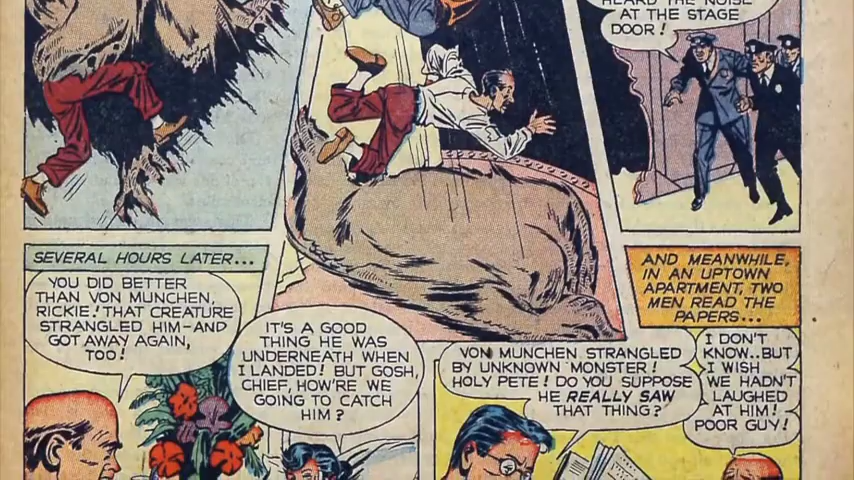 HEARD THE NOISE
AT THE STAGE
DOOR!
SEVERAL HOURS LATER...
YOU DID BETTER
THAN VON MUNCHEN,
RICKIE! THAT CREATURE
STRANGLED HIM-AND
GOT AWAY AGAIN,
TOO!
IT'S A GOOD
THING HE WAS
UNDERNEATH WHEN
I LANDED! BUT GOSH,
CHIEF, HOW'RE WE
GOING TO CATCH
HIM?
AND MEANWHILE,
IN AN UPTOWN
APARTMENT, TWO
MEN READ THE
PAPERS...
VON MUNCHEN STRANGLED
BY UNKNOWN "MONSTER"!
HOLY PETE! DO YOU SUPPOSE
HE REALLY SAW
THAT THING?
I DON'T
KNOW..BUT
I WISH
WE HADN'T
LAUGHED
AT HIM!
POOR GUY!